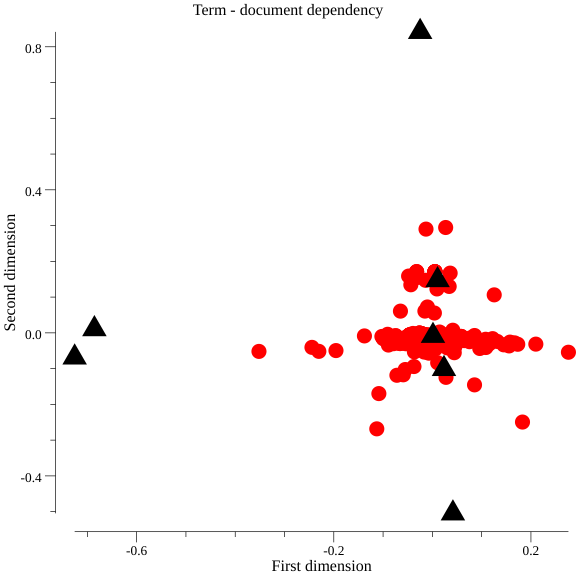 Term - document dependency
0.8
0.4
0.0
-0.4
Second dimension
-0.6
-0.2
0.2
First dimension